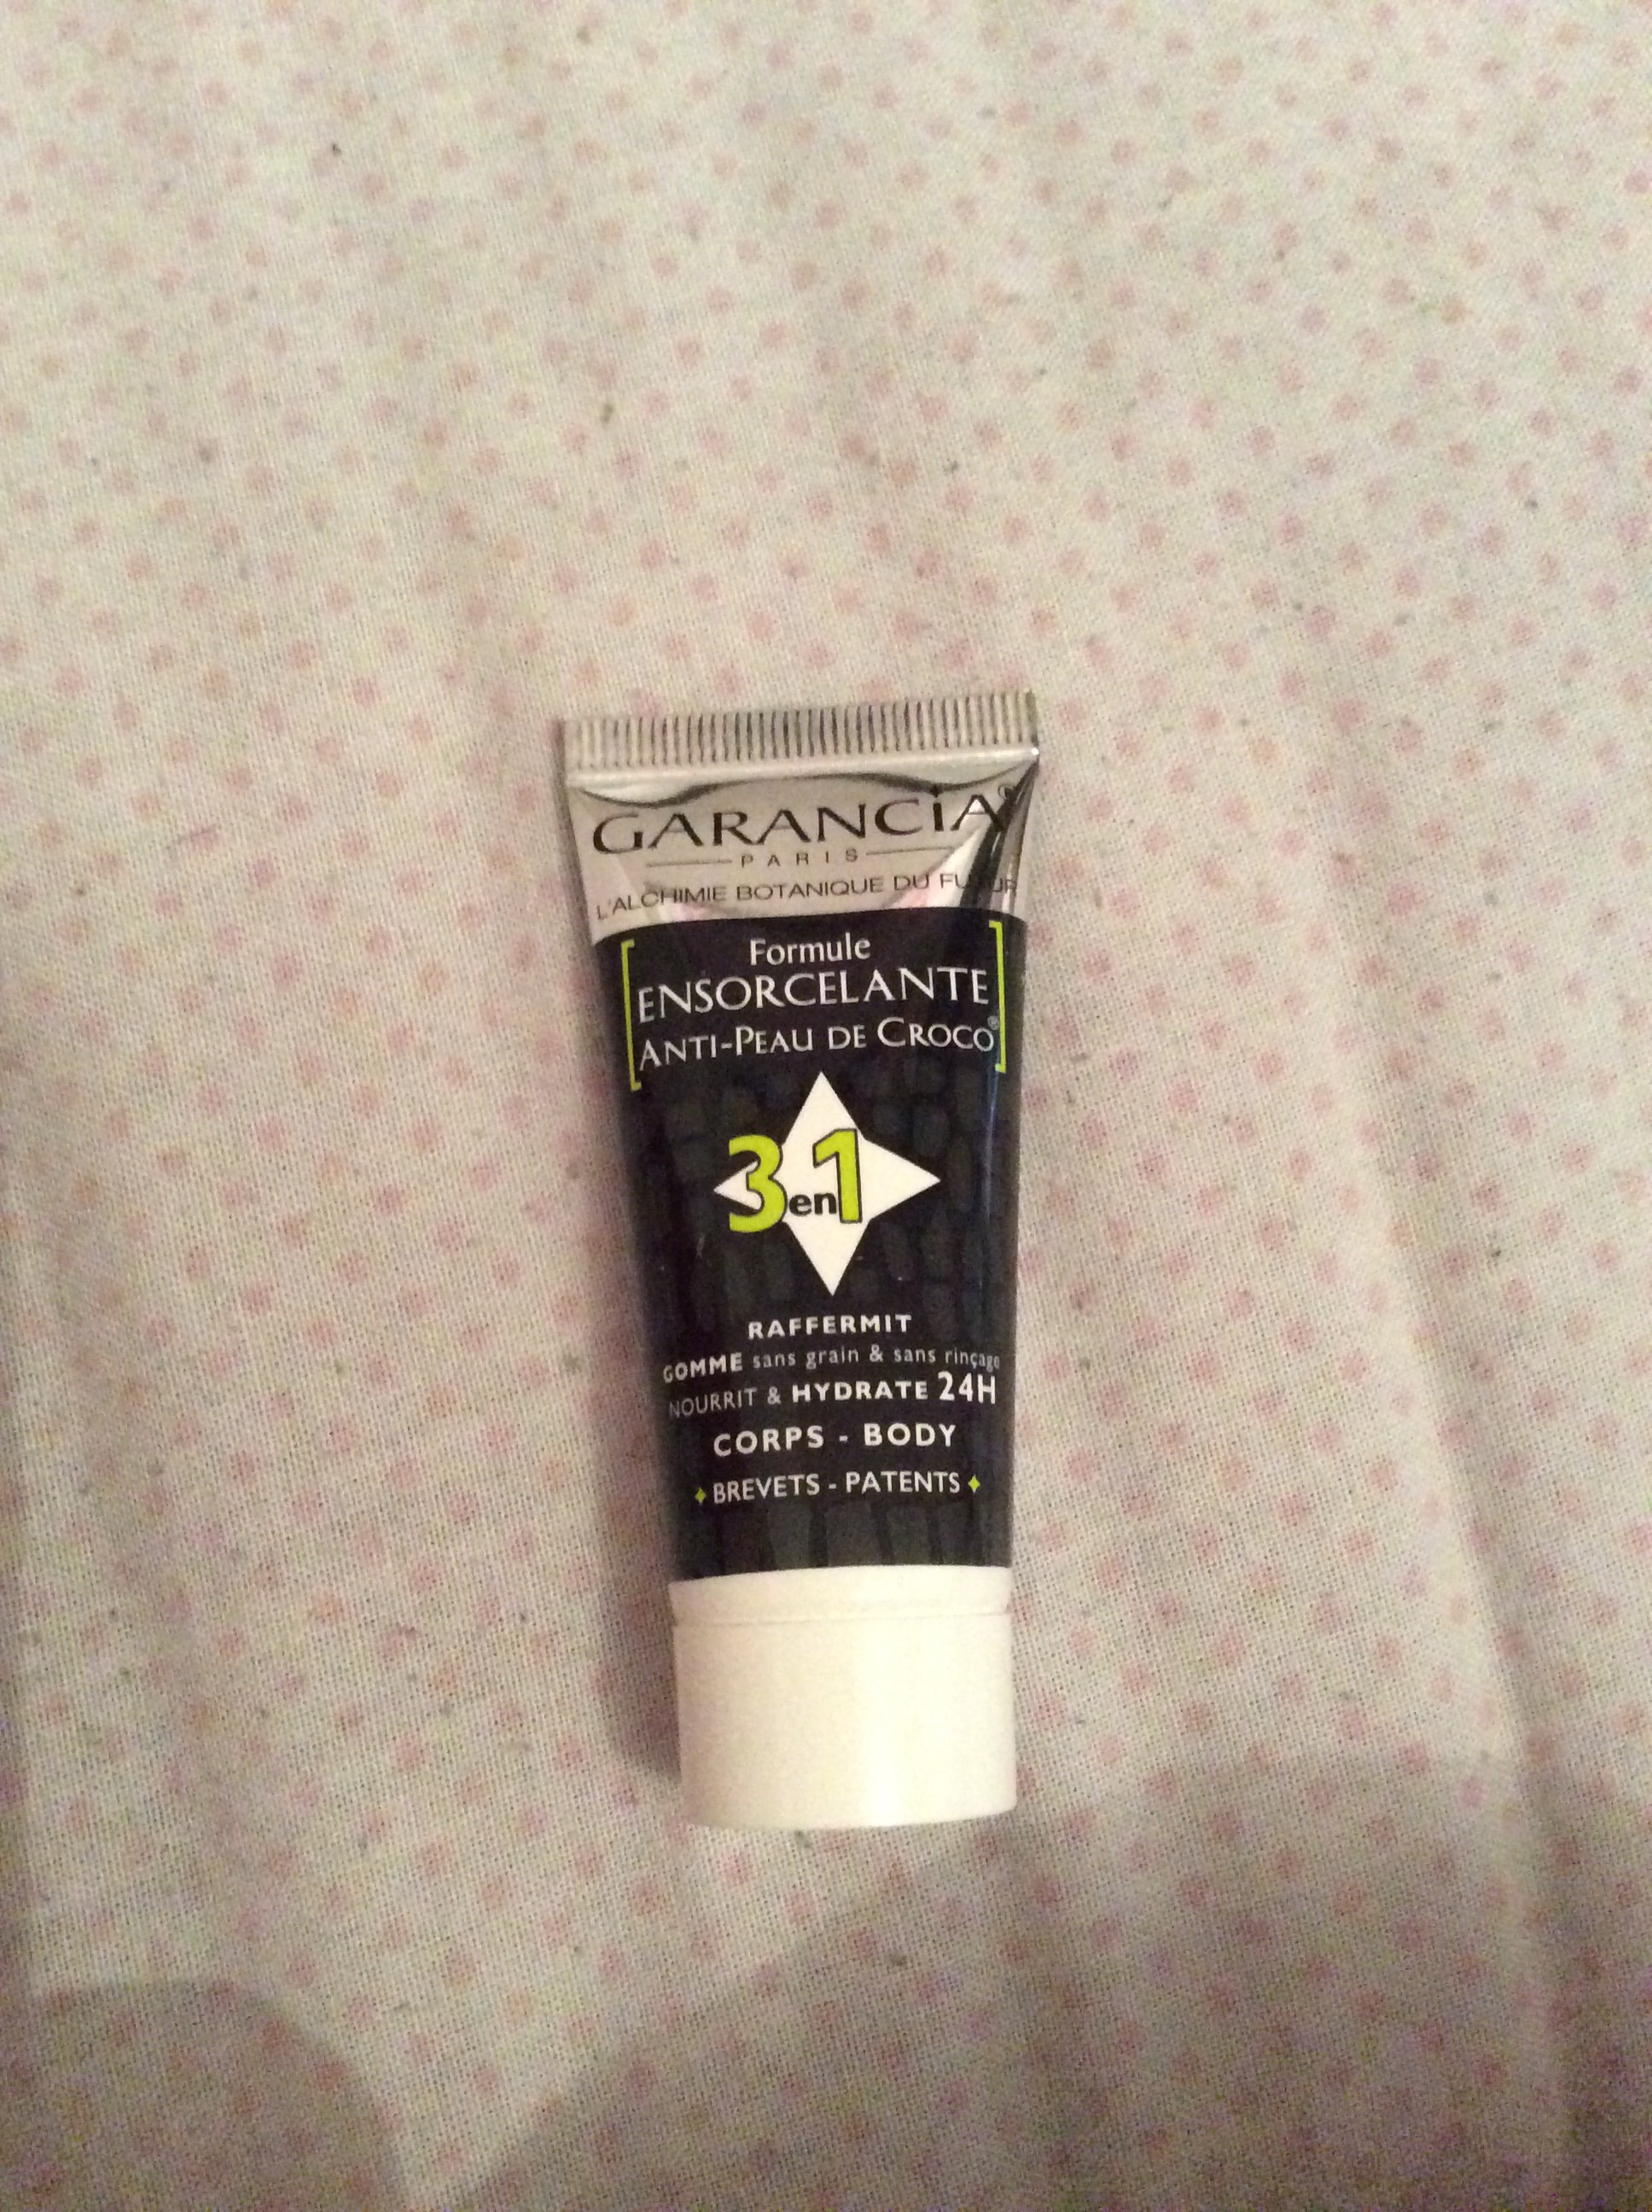 GARANCiA®
PARIS
L'ALCHIMIE BOTANIQUE DU FUTUR
Formule
ENSORCELANTE
ANTI-PEAU DE CROCO®
3en1
RAFFERMIT
GOMME sans grain & sans rinçage
NOURRIT & HYDRATE 24H
CORPS - BODY
BREVETS - PATENTS